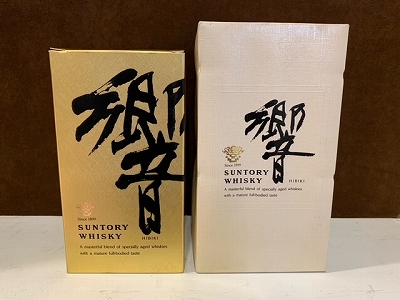 響
Since 1899
SUNTORY
WHISKY
HIBIKI
A masterful blend of specially aged whiskies
with a mature full-bodied taste
響
Since 1899
SUNTORY
WHISKY
HIBIKI
A masterful blend of specially aged whiskies
with a mature full-bodied taste